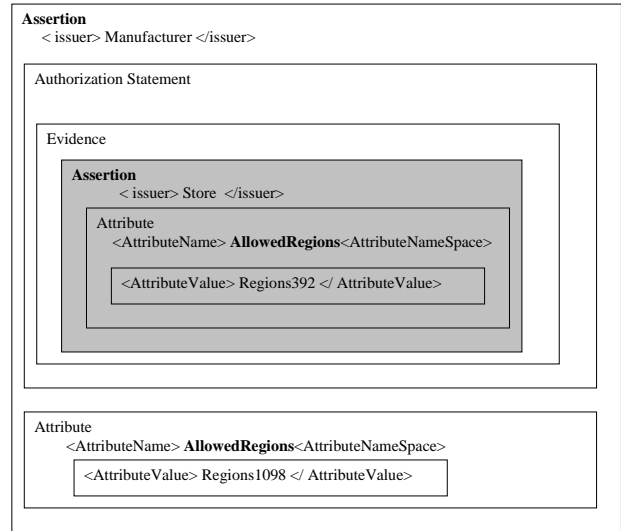 Assertion
< issuer> Manufacturer </issuer>
Authorization Statement
Evidence
Assertion
< issuer> Store </issuer>
Attribute
<AttributeName> AllowedRegions<AttributeNameSpace>
<AttributeValue> Regions392 </ AttributeValue>
Attribute
<AttributeName> AllowedRegions<AttributeNameSpace>
<AttributeValue> Regions1098 </ AttributeValue>